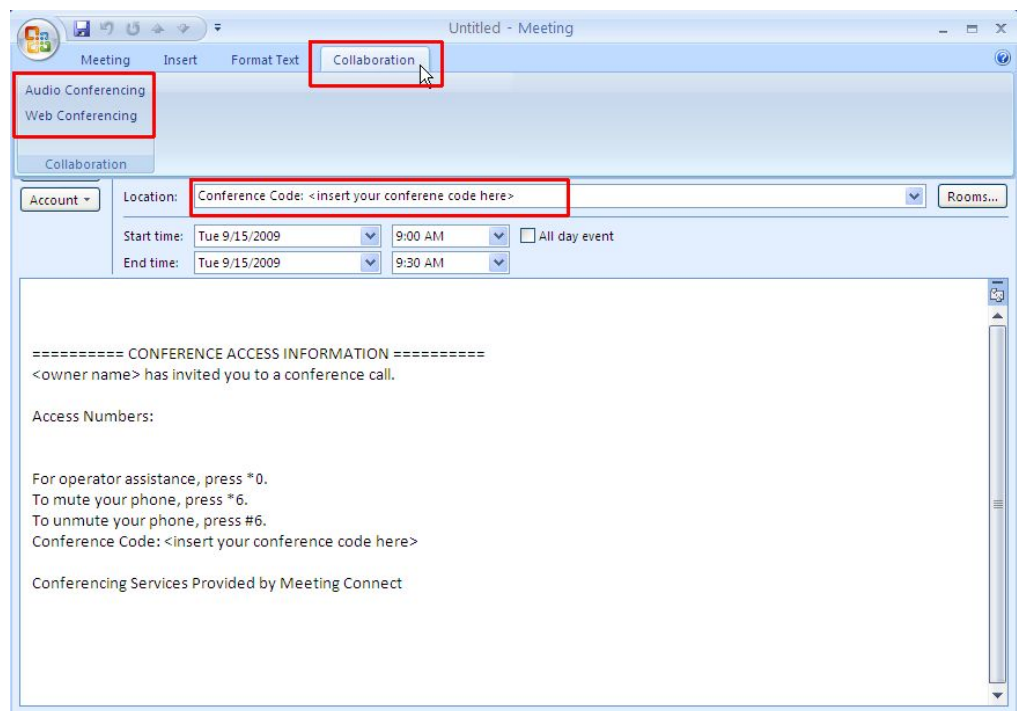 Untitled - Meeting
Meeting Insert Format Text Collaboration
Audio Conferencing
Web Conferencing
Collaboration
Account Location: Conference Code: <insert your conferene code here> Rooms...
Start time: Tue 9/15/2009 9:00 AM All day event
End time: Tue 9/15/2009 9:30 AM
========== CONFERENCE ACCESS INFORMATION ==========
<owner name> has invited you to a conference call.
Access Numbers:
For operator assistance, press *0.
To mute your phone, press *6.
To unmute your phone, press #6.
Conference Code: <insert your conference code here>
Conferencing Services Provided by Meeting Connect